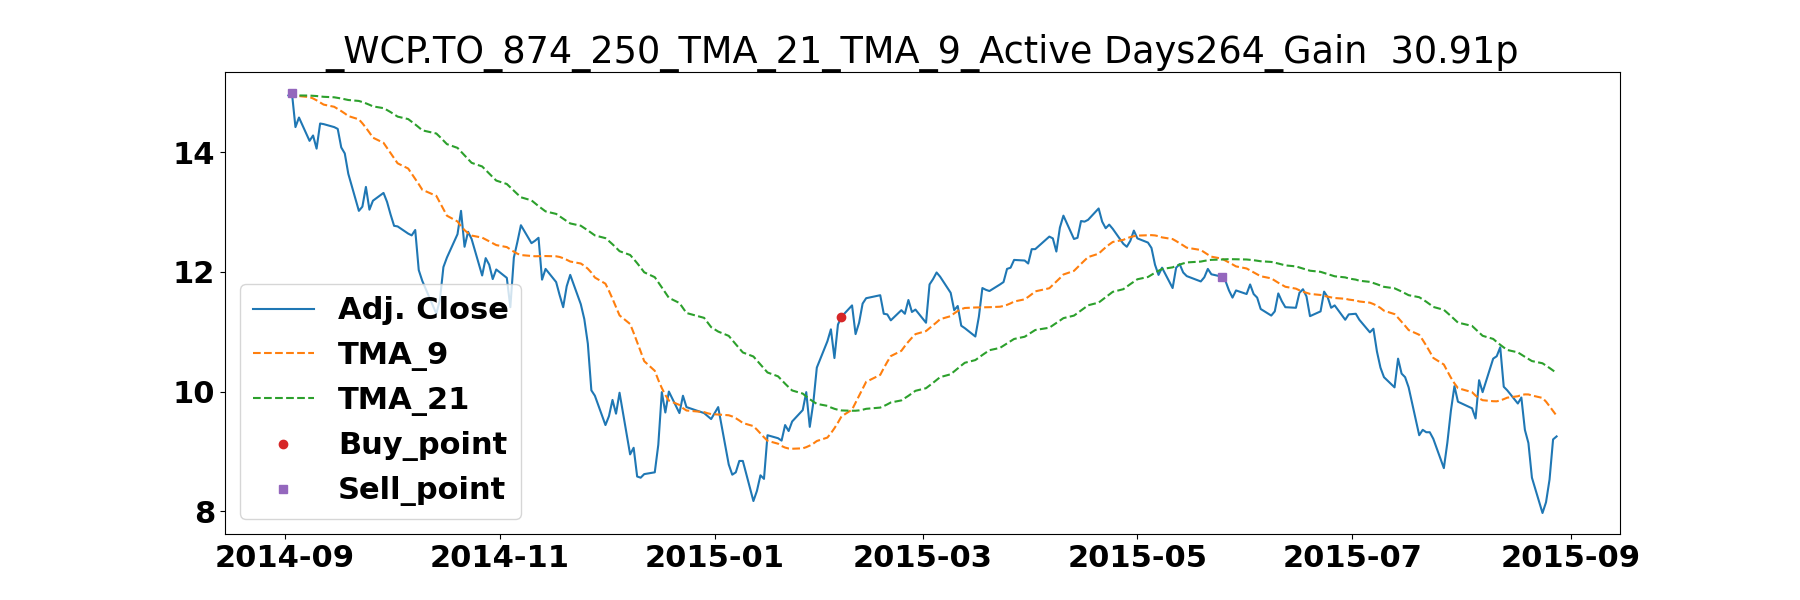 _WCP.TO_874_250_TMA_21_TMA_9_Active Days264_Gain  30.91p
14
12
10
8
Adj. Close
TMA_9
TMA_21
Buy_point
Sell_point
2014-09 2014-11 2015-01 2015-03 2015-05 2015-07 2015-09